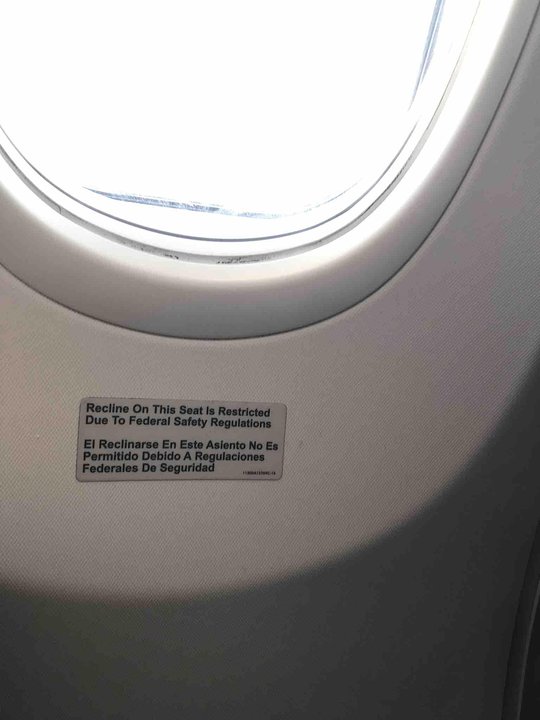 Recline On This Seat Is Restricted
Due To Federal Safety Regulations
El Reclinarse En Este Asiento No Es
Permitido Debido A Regulaciones
Federales De Seguridad